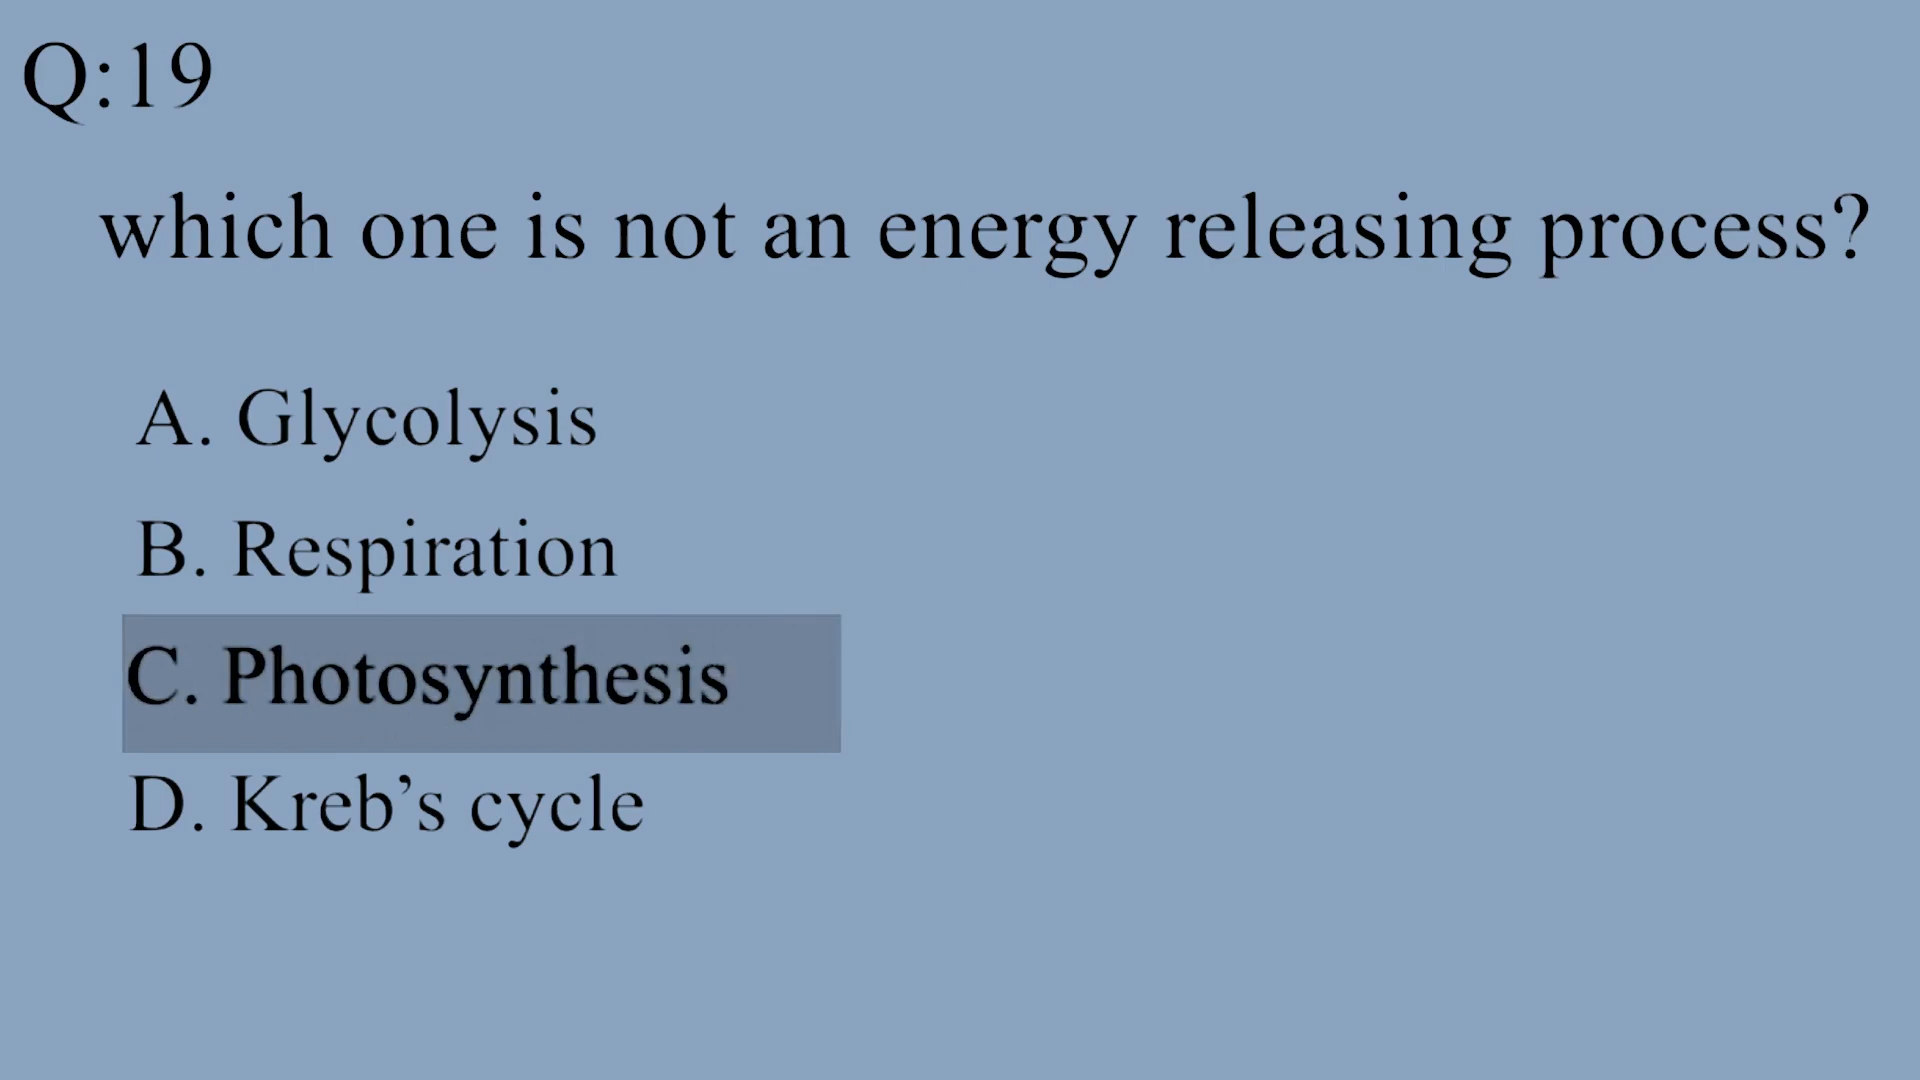 Q:19
which one is not an energy releasing process?
A. Glycolysis
B. Respiration
C. Photosynthesis
D. Kreb’s cycle